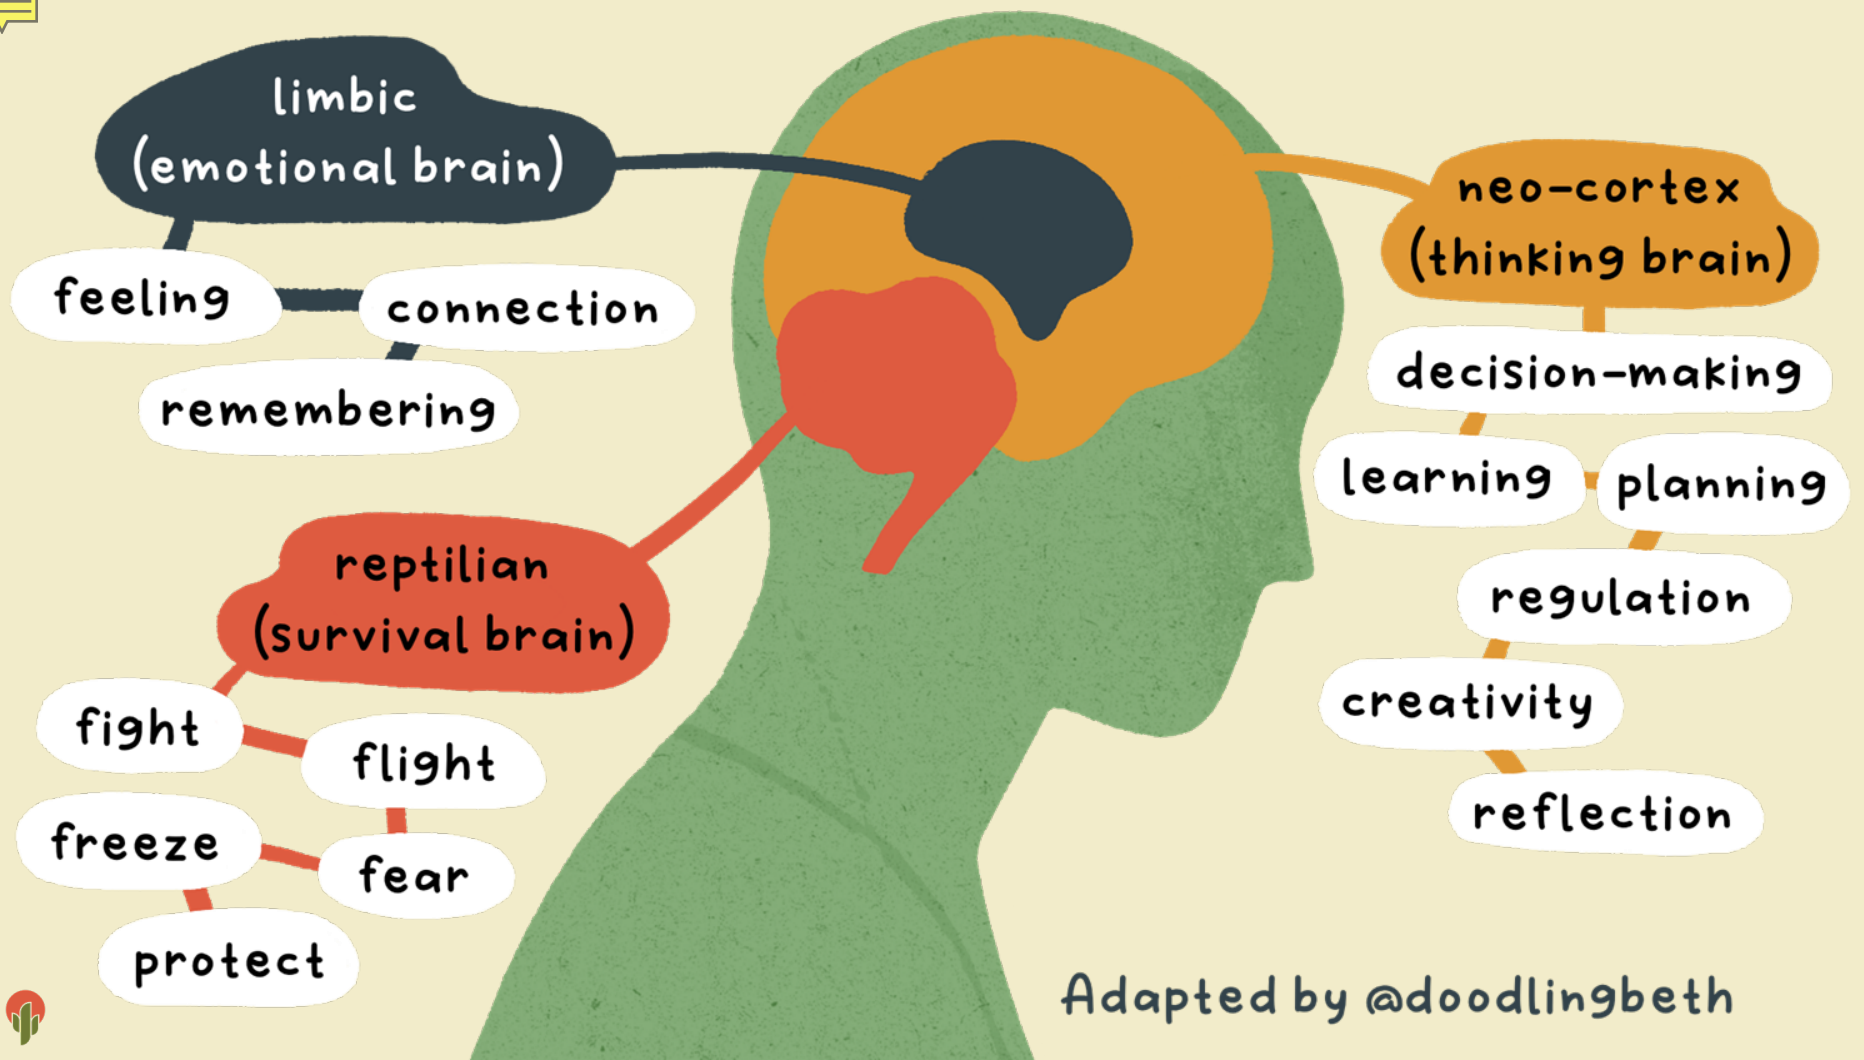 limbic
(emotional brain)
feeling
connection
remembering
reptilian
(survival brain)
fight
flight
freeze
fear
protect
neo-cortex
(thinking brain)
decision-making
learning
planning
regulation
creativity
reflection
Adapted by @doodlingbeth